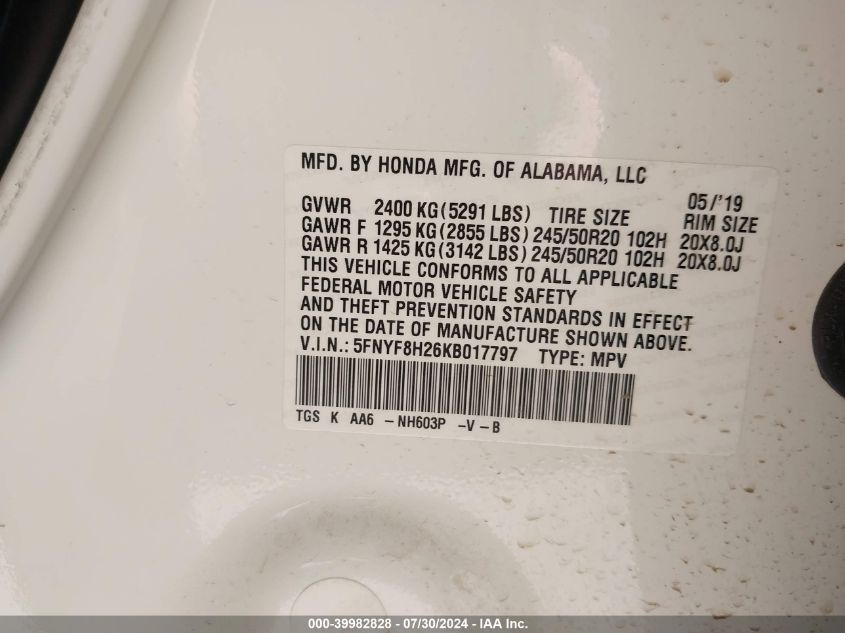 MFD. BY HONDA MFG. OF ALABAMA, LLC
05/'19
GVWR 2400 KG(5291 LBS) TIRE SIZE RIM SIZE
GAWR F 1295 KG(2855 LBS) 245/50R20 102H 20X8.0J
GAWR R 1425 KG(3142 LBS) 245/50R20 102H 20X8.0J
THIS VEHICLE CONFORMS TO ALL APPLICABLE
FEDERAL MOTOR VEHICLE SAFETY
AND THEFT PREVENTION STANDARDS IN EFFECT
ON THE DATE OF MANUFACTURE SHOWN ABOVE.
V.I.N.: 5FNYF8H26KB017797 TYPE: MPV
TGS K AA6 -NH603P -V-B
000-39982828 - 07/30/2024 - IAA Inc.